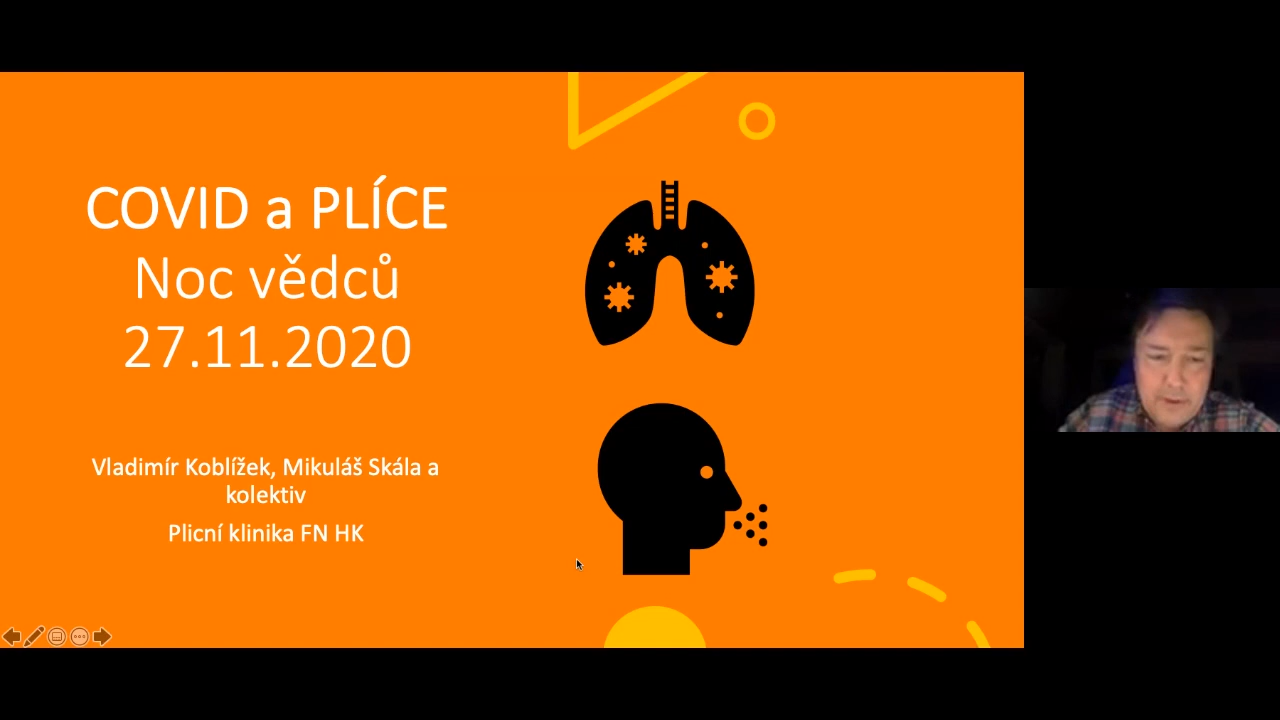 COVID a PLÍCE
Noc vědců
27.11.2020
Vladimír Koblížek, Mikuláš Skála a
kolektiv
Plicní klinika FN HK